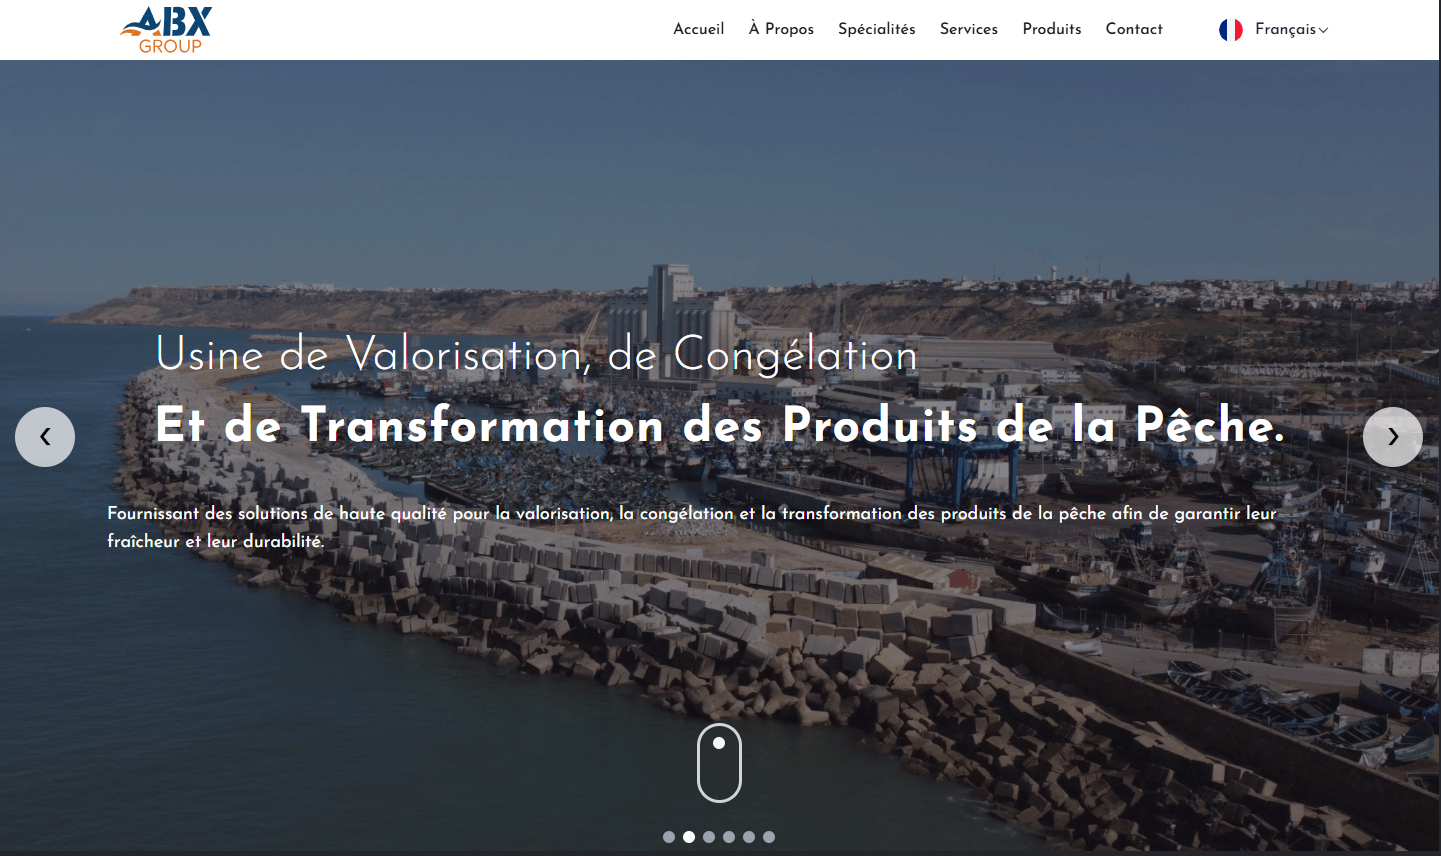 ABX
GROUP
Accueil À Propos Spécialités Services Produits Contact Français
Usine de Valorisation, de Congélation
Et de Transformation des Produits de la Pêche.
Fournissant des solutions de haute qualité pour la valorisation, la congélation et la transformation des produits de la pêche afin de garantir leur
fraîcheur et leur durabilité.